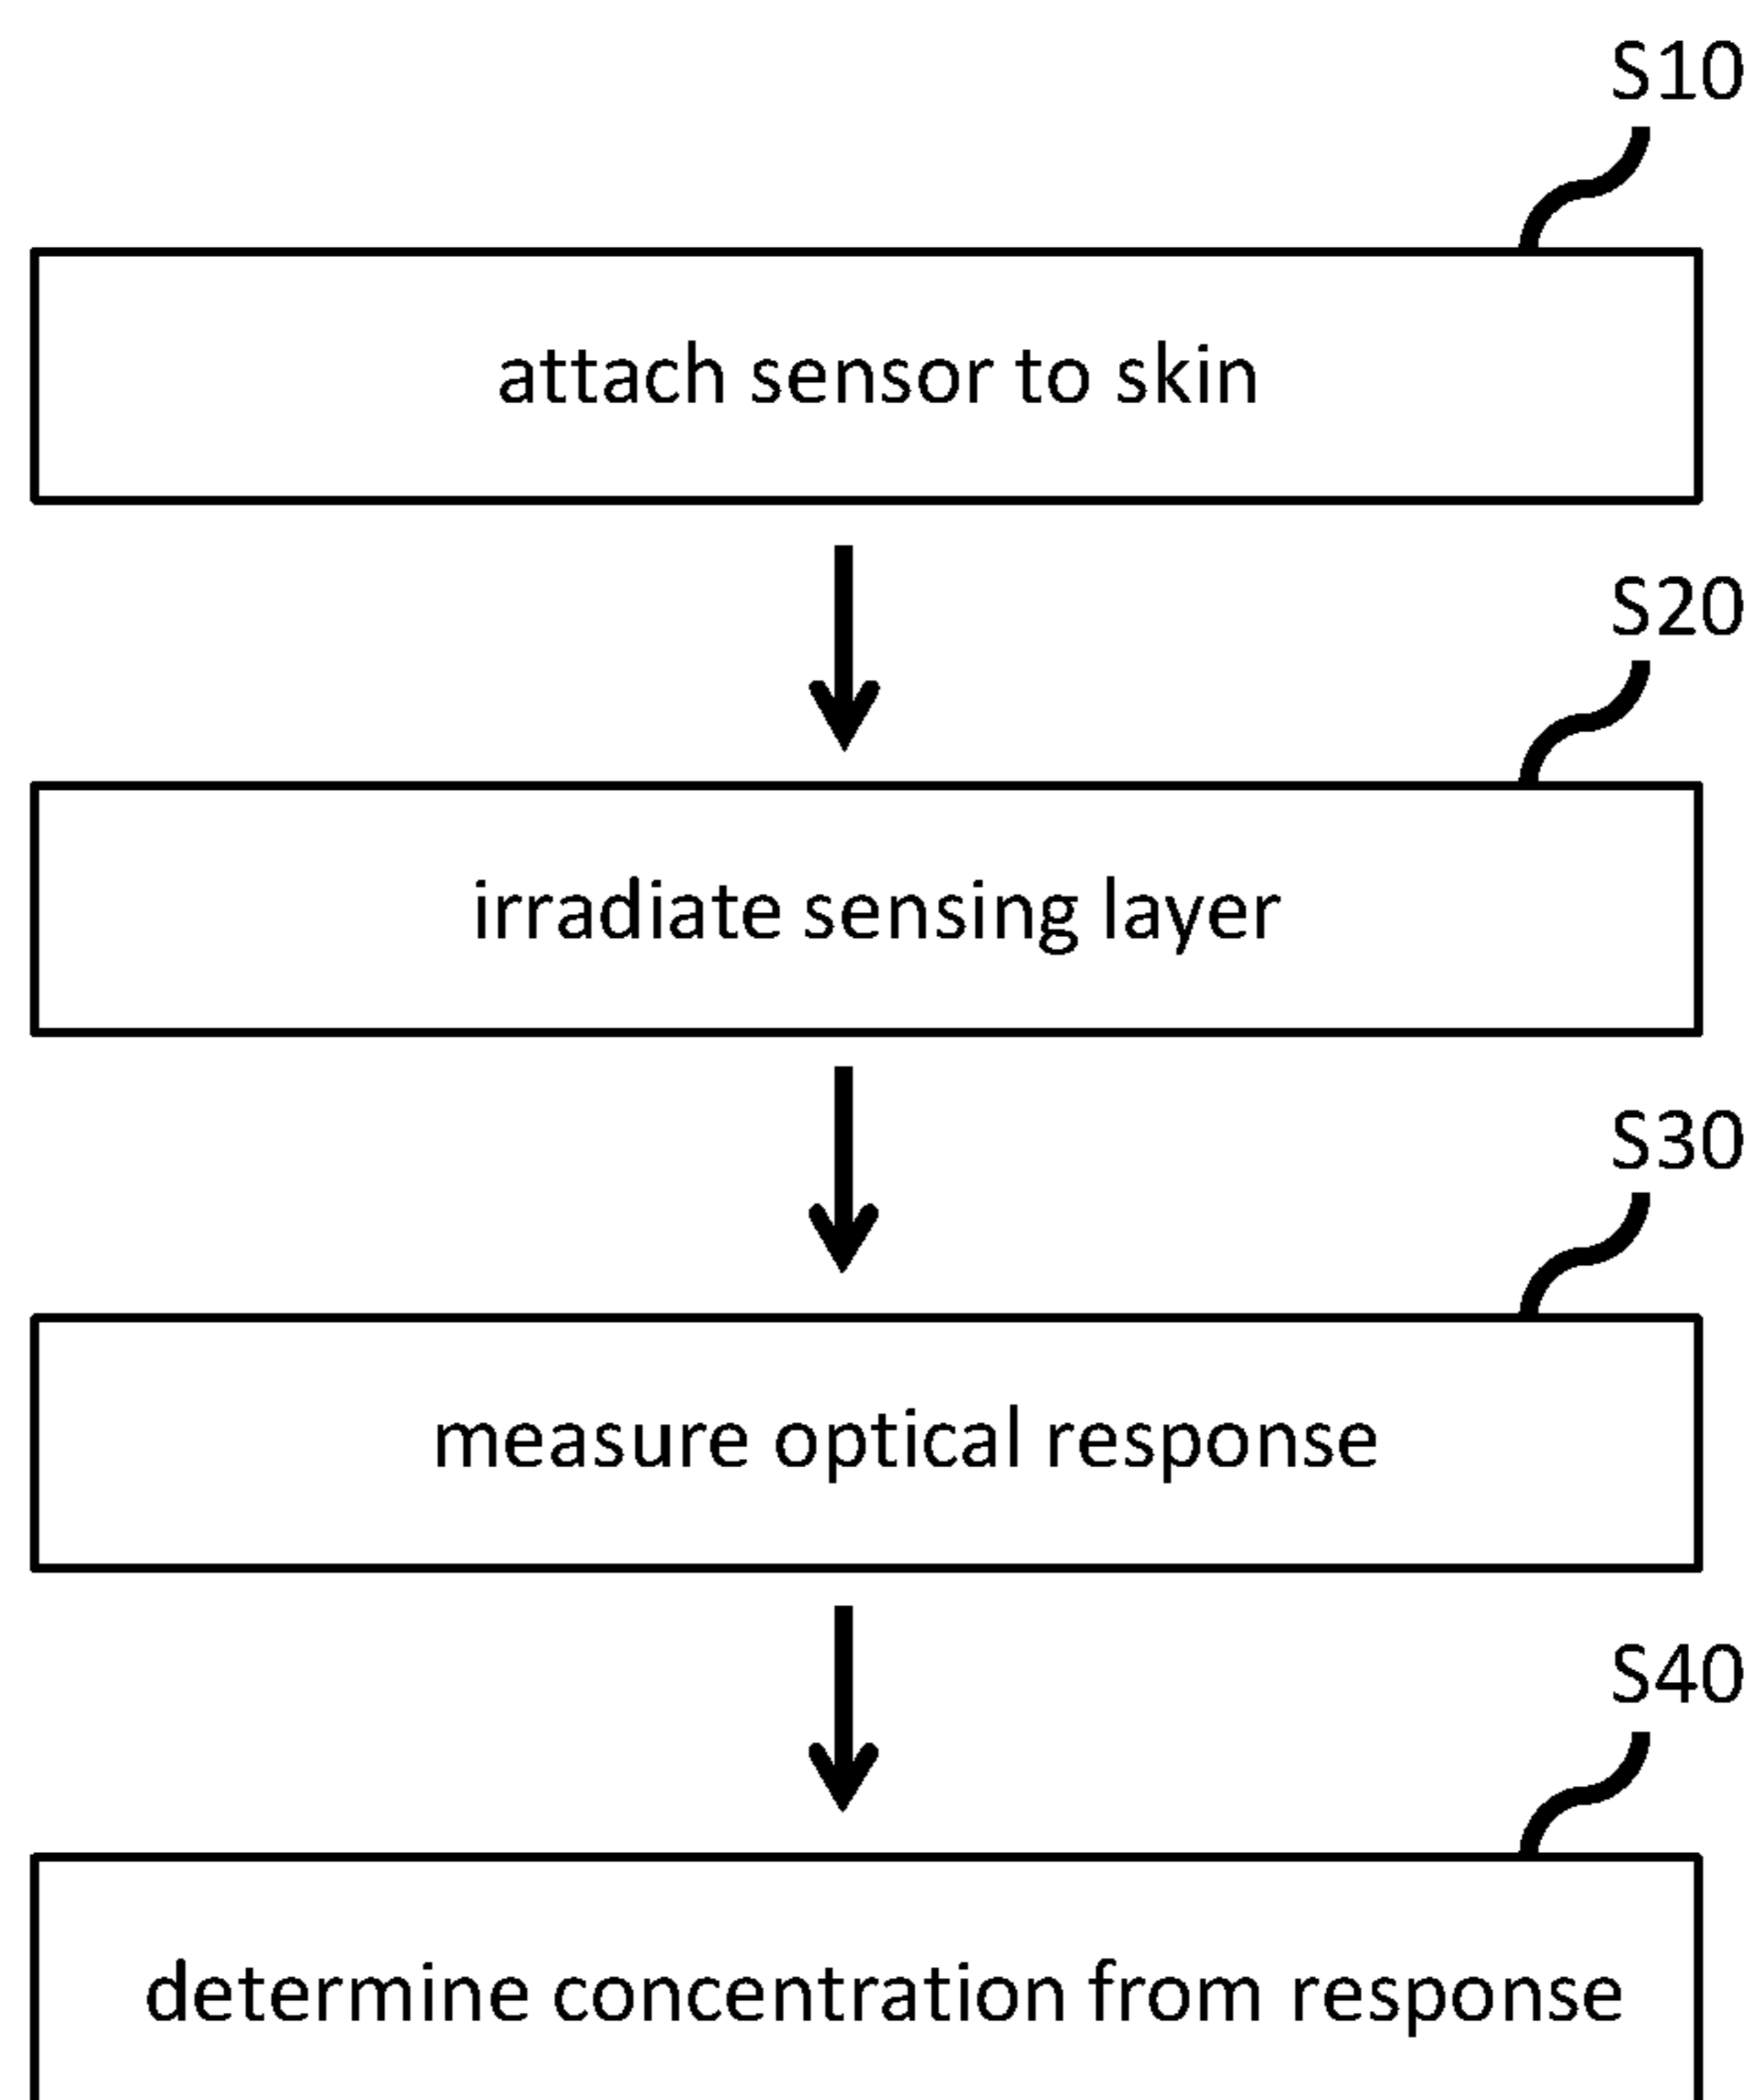 S10
attach sensor to skin
S20
irradiate sensing layer
S30
measure optical response
S40
determine concentration from response